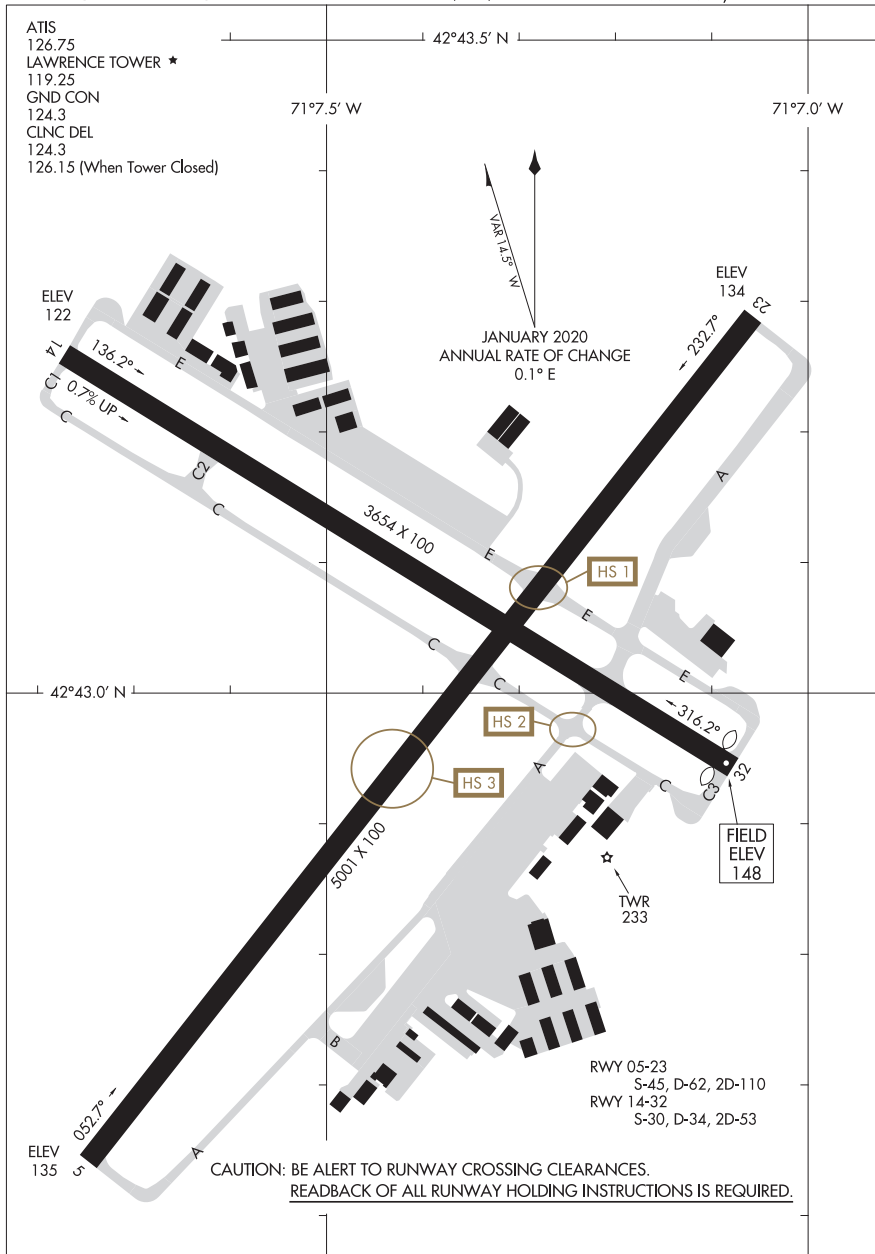 ATIS
126.75
LAWRENCE TOWER ★
119.25
GND CON
124.3
CLNC DEL
124.3
126.15 (When Tower Closed)
42°43.5' N
71°7.5' W
71°7.0' W
VAR 14.5° W
JANUARY 2020
ANNUAL RATE OF CHANGE
0.1° E
ELEV
134
23
232.7°
ELEV
122
14
136.2°
0.7% UP
C1
C
E
C2
C
3654 X 100
E
A
HS 1
E
C
C
E
42°43.0' N
HS 2
316.2°
A
HS 3
C
C3
32
5001 X 100
FIELD
ELEV
148
TWR
233
B
RWY 05-23
S-45, D-62, 2D-110
RWY 14-32
S-30, D-34, 2D-53
052.7°
ELEV
135
5
A
CAUTION: BE ALERT TO RUNWAY CROSSING CLEARANCES.
READBACK OF ALL RUNWAY HOLDING INSTRUCTIONS IS REQUIRED.